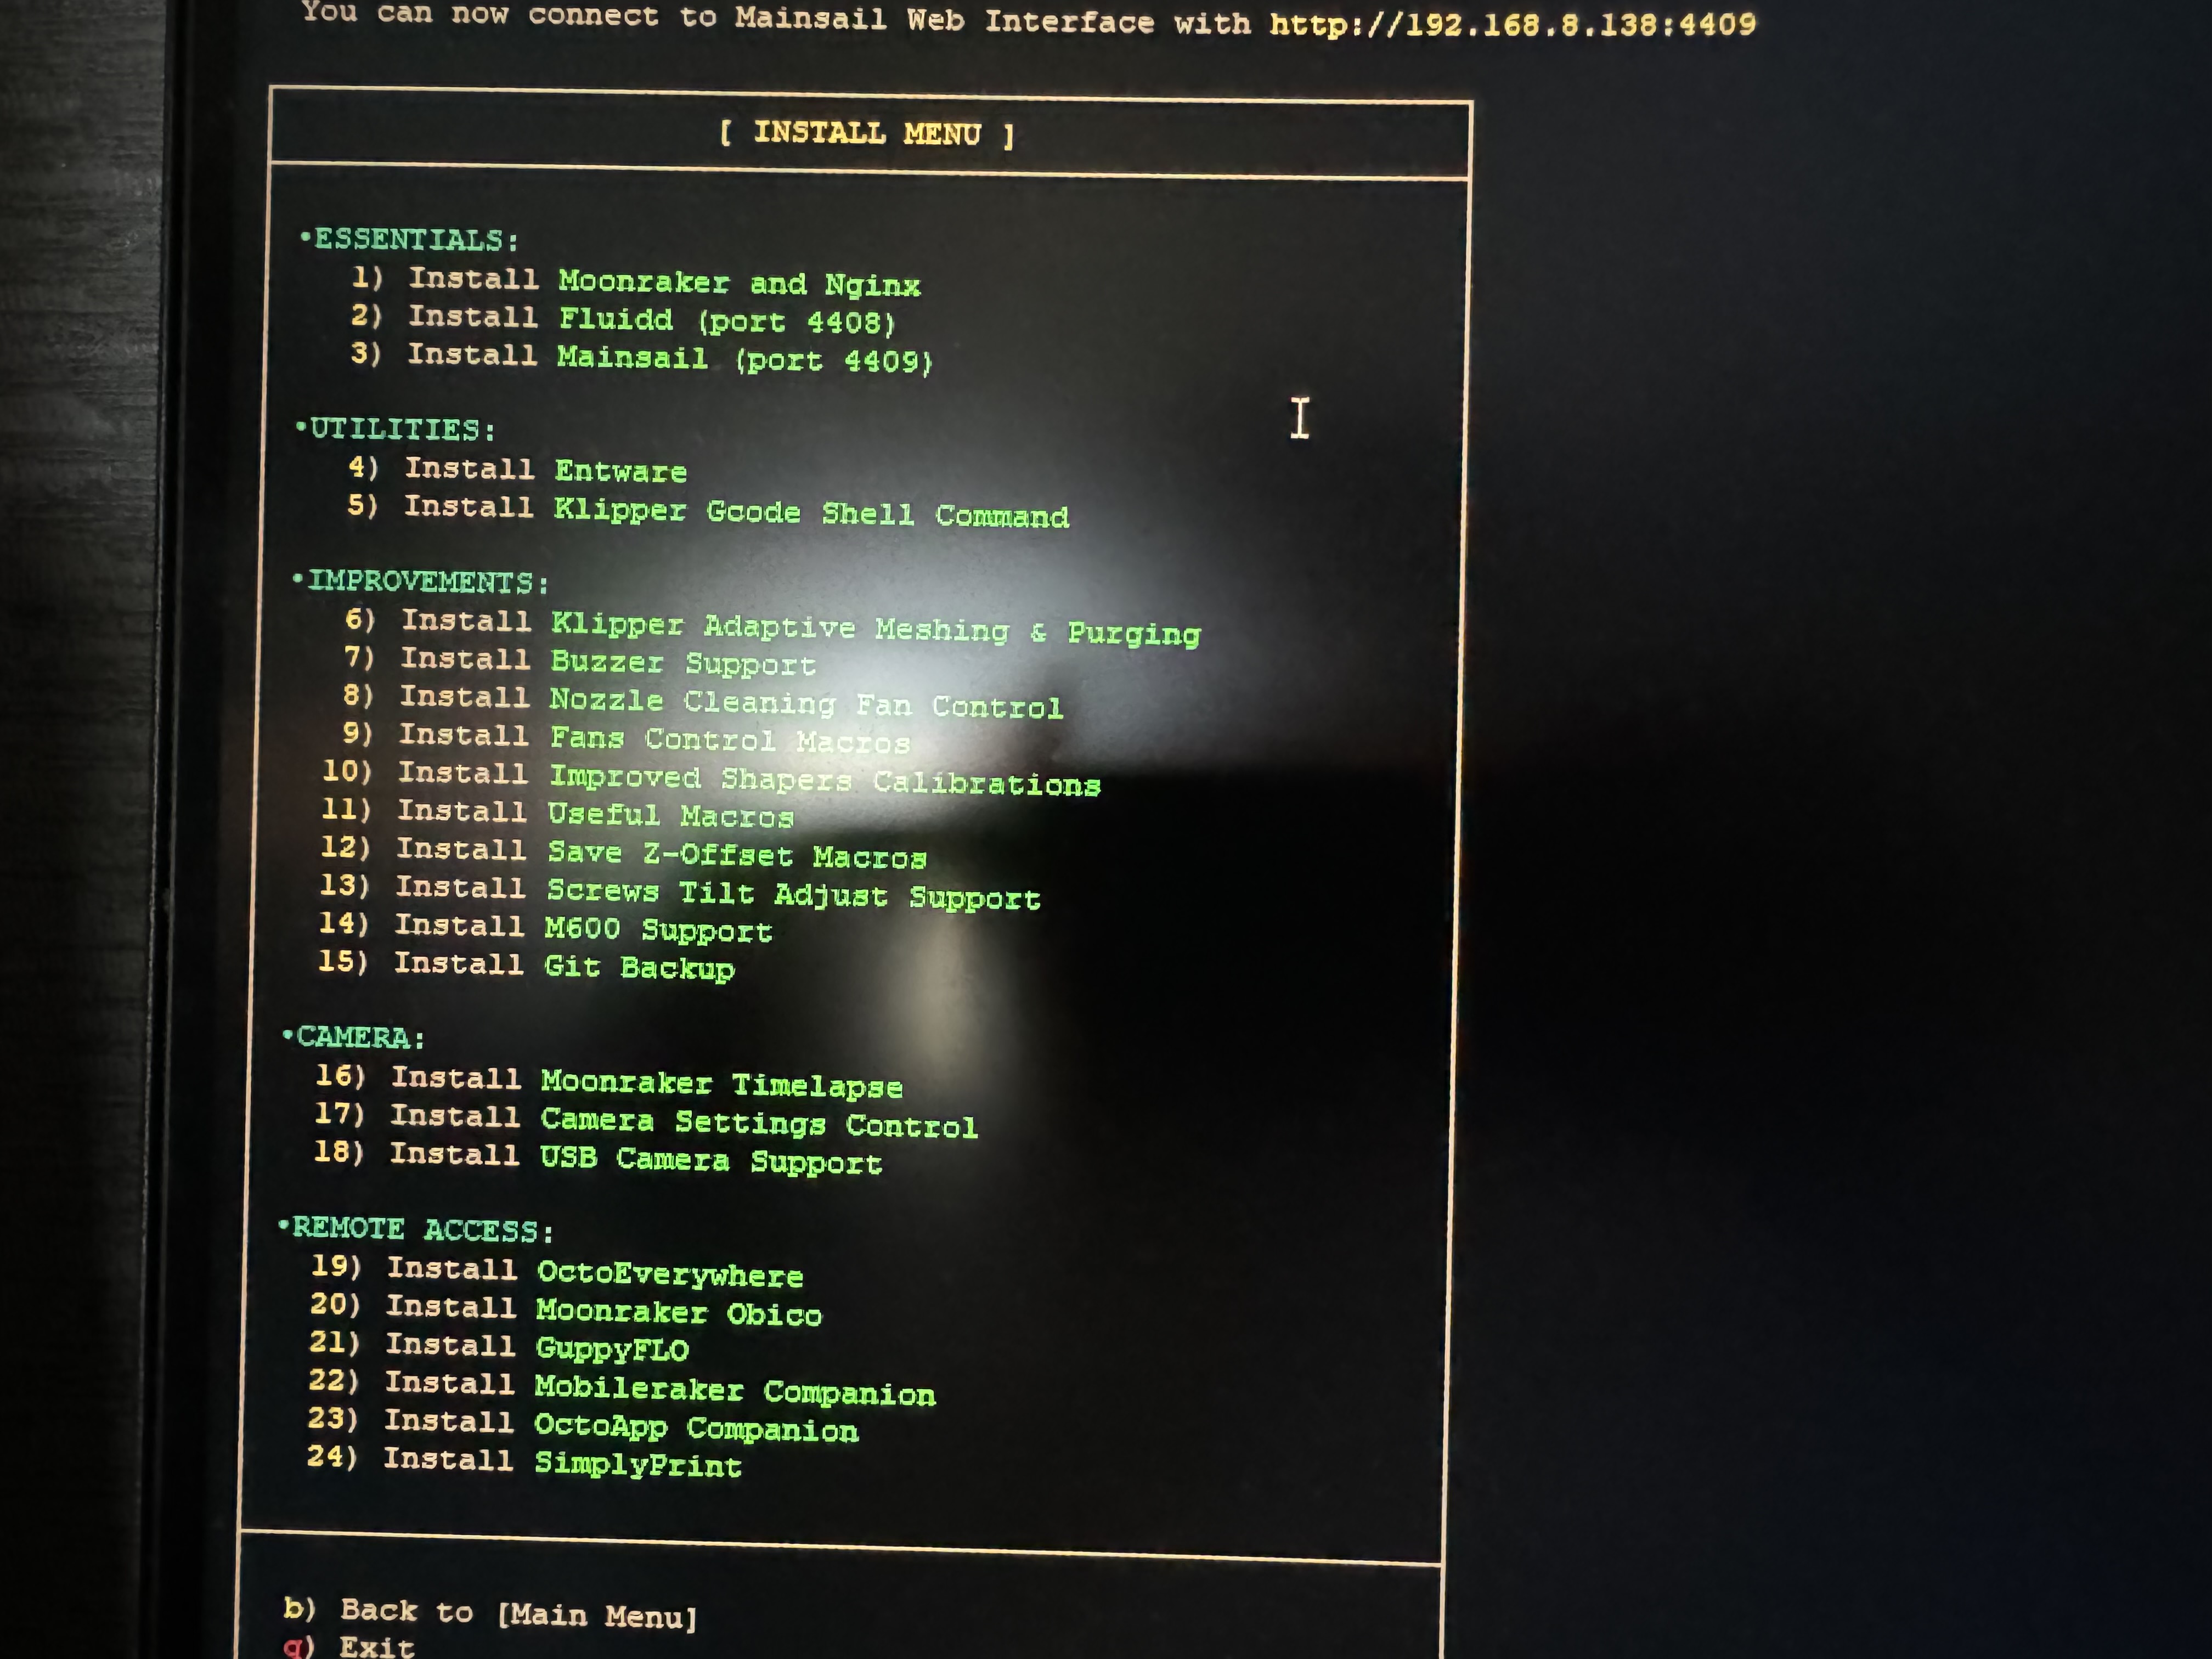 You can now connect to Mainsail Web Interface with http://192.168.8.138:4409
[ INSTALL MENU ]
•ESSENTIALS:
1) Install Moonraker and Nginx
2) Install Fluidd (port 4408)
3) Install Mainsail (port 4409)
•UTILITIES:
4) Install Entware
5) Install Klipper Gcode Shell Command
•IMPROVEMENTS:
6) Install Klipper Adaptive Meshing & Purging
7) Install Buzzer Support
8) Install Nozzle Cleaning Fan Control
9) Install Fans Control Macros
10) Install Improved Shapers Calibrations
11) Install Useful Macros
12) Install Save Z-Offset Macros
13) Install Screws Tilt Adjust Support
14) Install M600 Support
15) Install Git Backup
•CAMERA:
16) Install Moonraker Timelapse
17) Install Camera Settings Control
18) Install USB Camera Support
•REMOTE ACCESS:
19) Install OctoEverywhere
20) Install Moonraker Obico
21) Install GuppyFLO
22) Install Mobileraker Companion
23) Install OctoApp Companion
24) Install SimplyPrint
b) Back to [Main Menu]
q) Exit